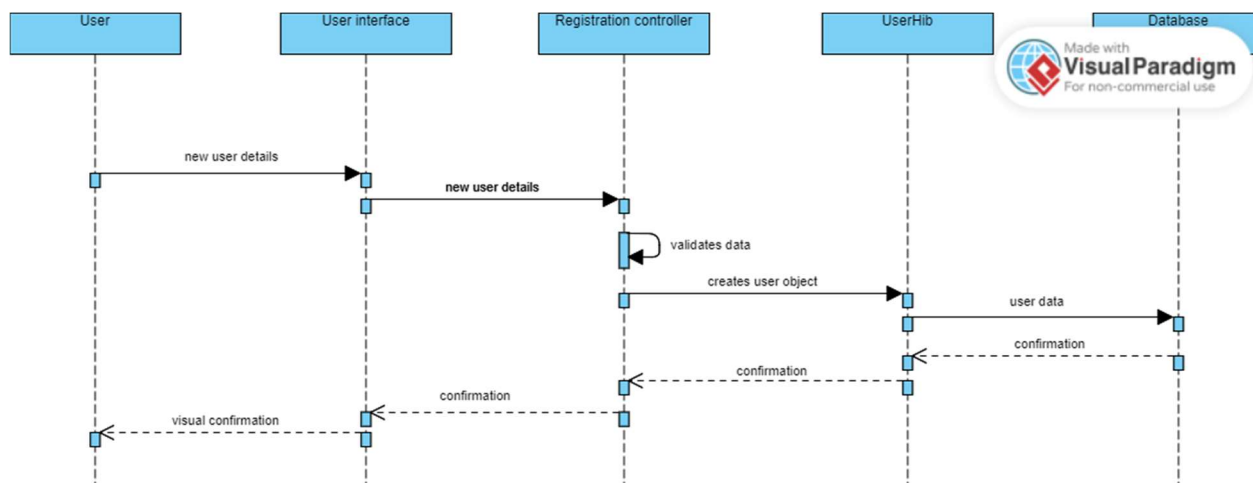 User
User interface
Registration controller
UserHib
Database
Made with
Visual Paradigm
For non-commercial use
new user details
new user details
validates data
creates user object
user data
confirmation
confirmation
confirmation
visual confirmation